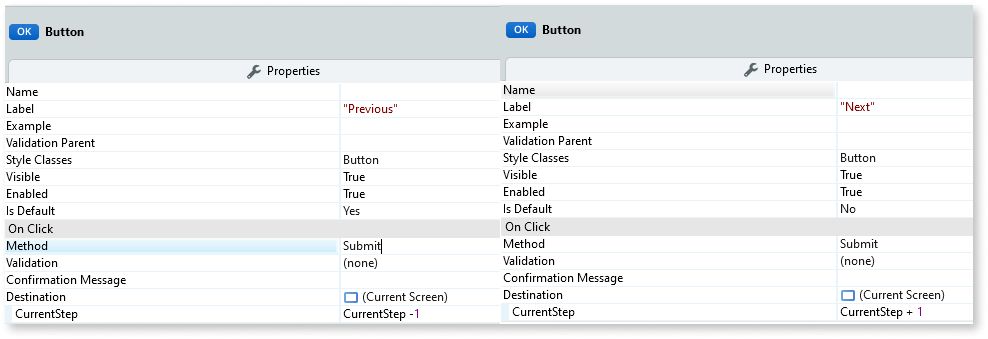 OK Button
Properties
Name
Label "Previous"
Example
Validation Parent
Style Classes Button
Visible True
Enabled True
Is Default Yes
On Click
Method Submit
Validation (none)
Confirmation Message
Destination (Current Screen)
CurrentStep CurrentStep -1
OK Button
Properties
Name
Label "Next"
Example
Validation Parent
Style Classes Button
Visible True
Enabled True
Is Default No
On Click
Method Submit
Validation (none)
Confirmation Message
Destination (Current Screen)
CurrentStep CurrentStep + 1